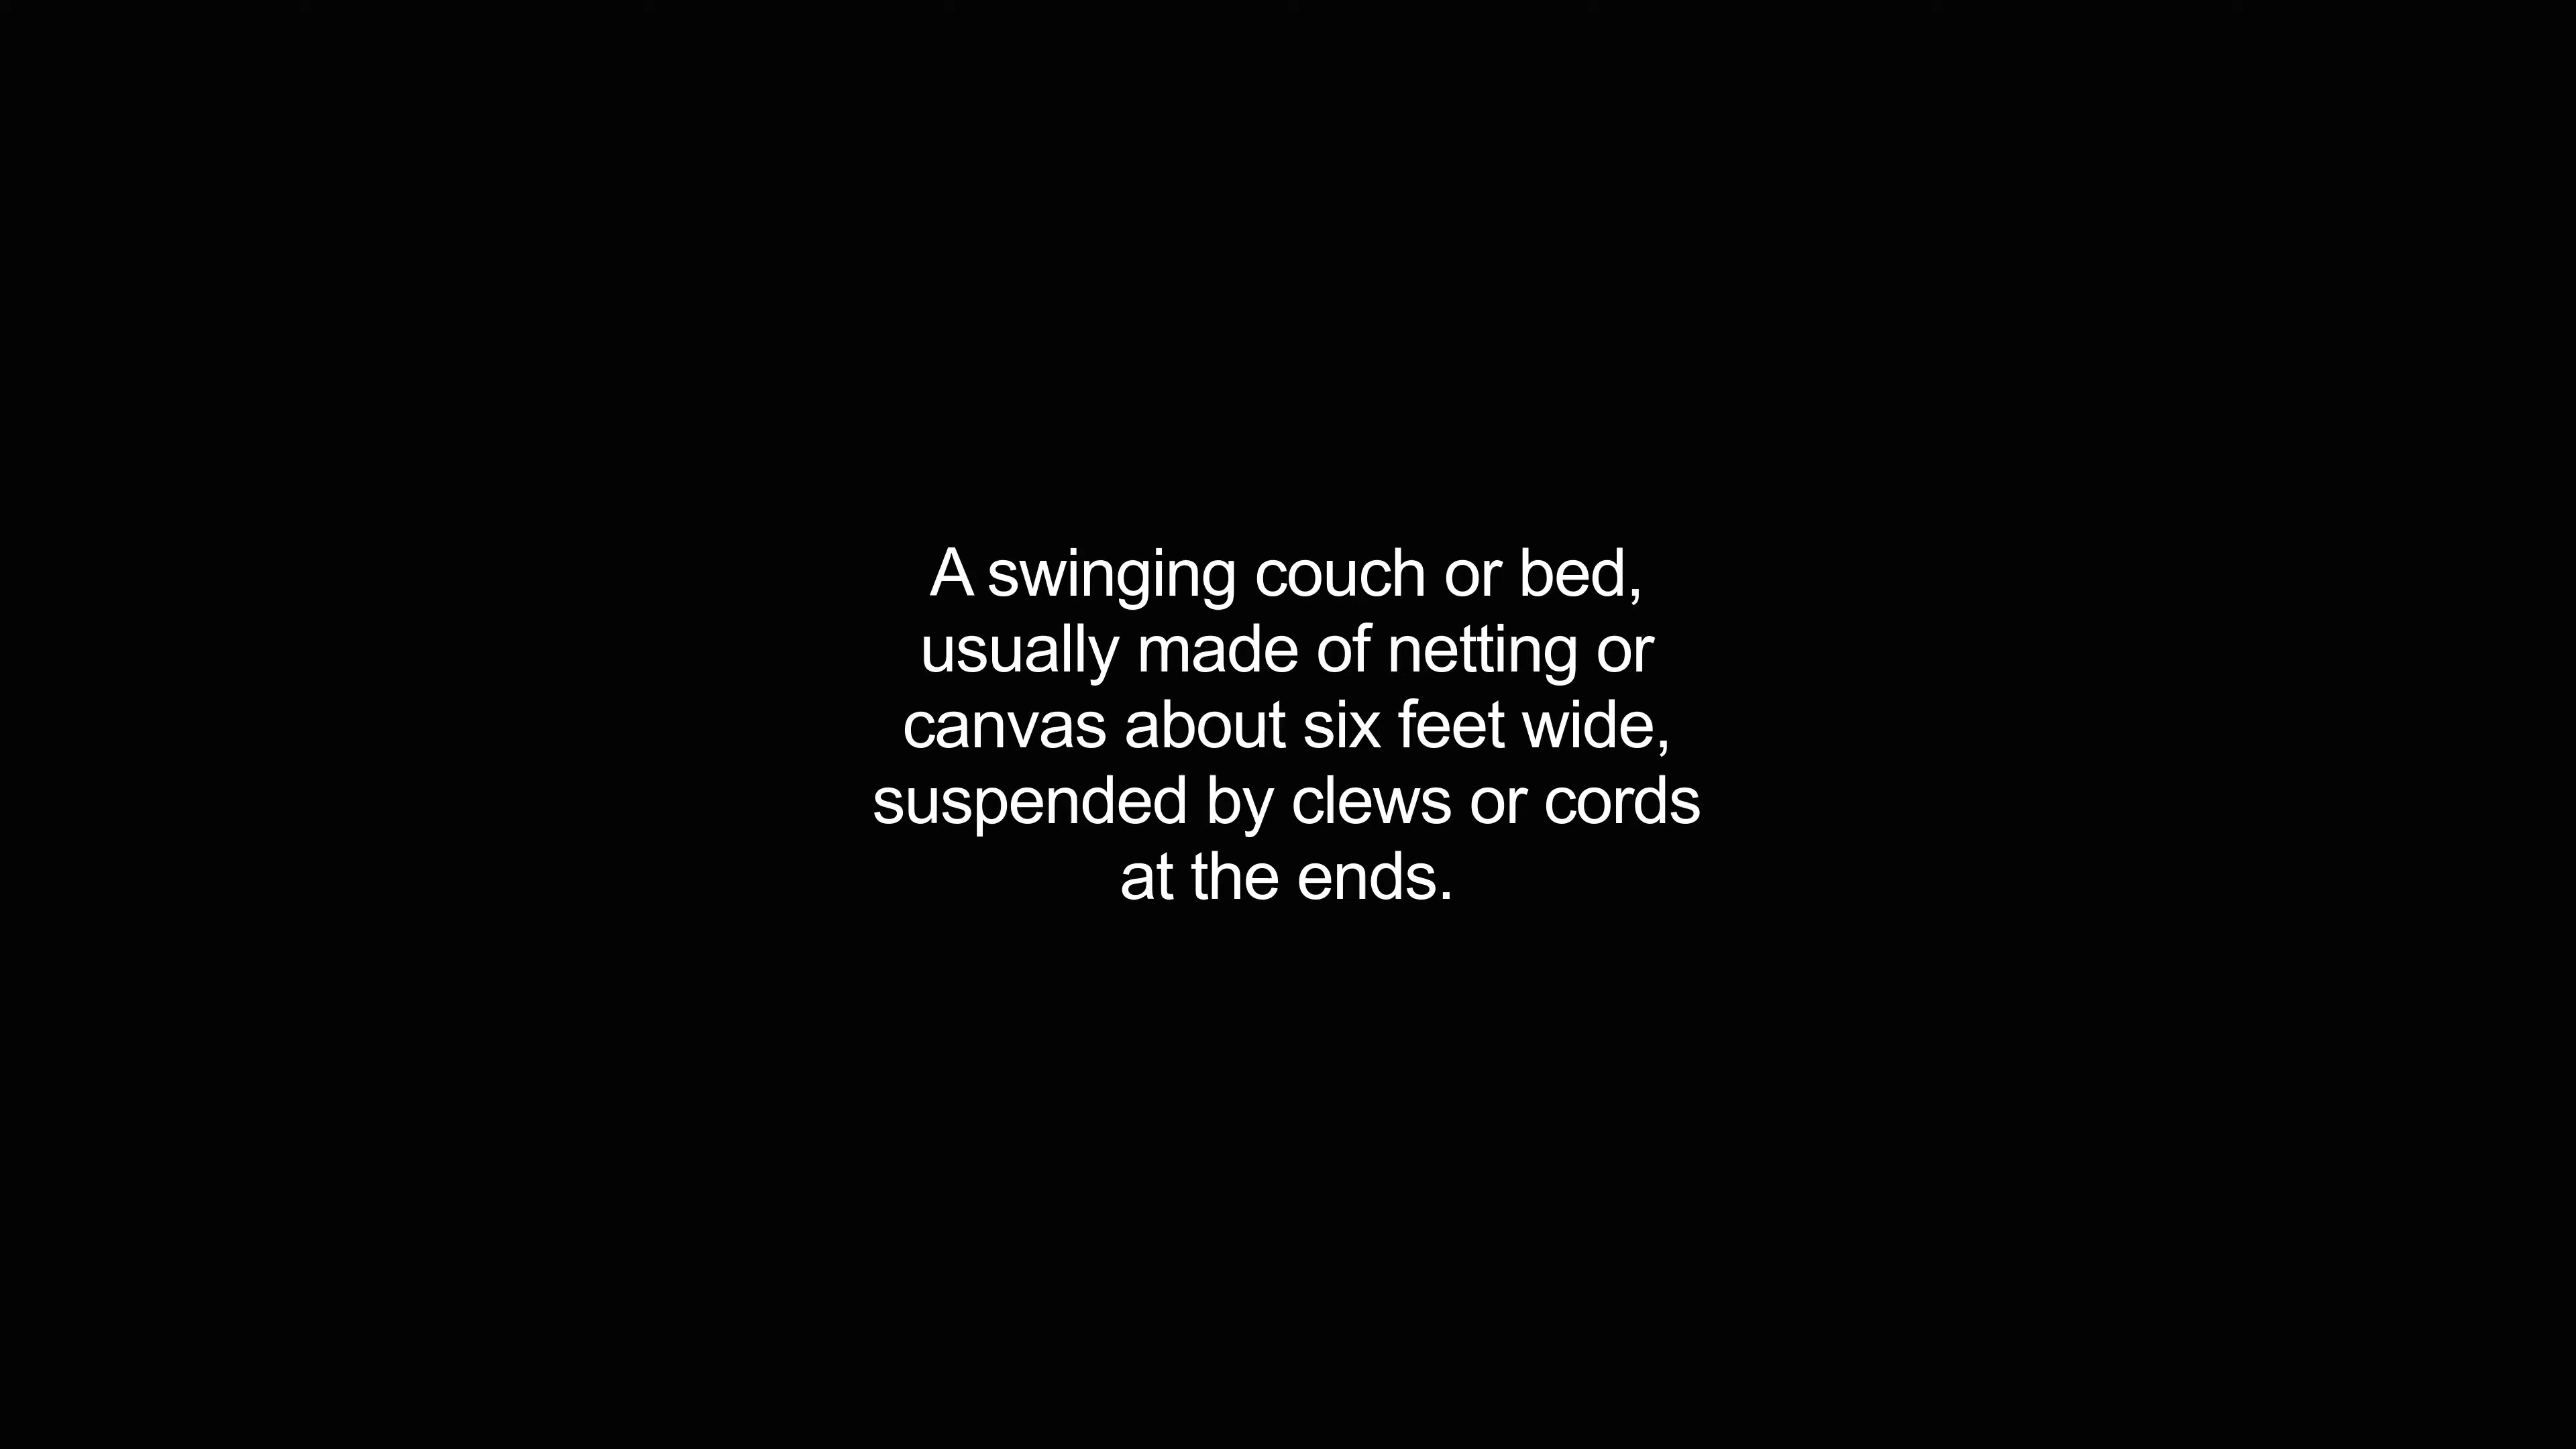 A swinging couch or bed,
usually made of netting or
canvas about six feet wide,
suspended by clews or cords
at the ends.